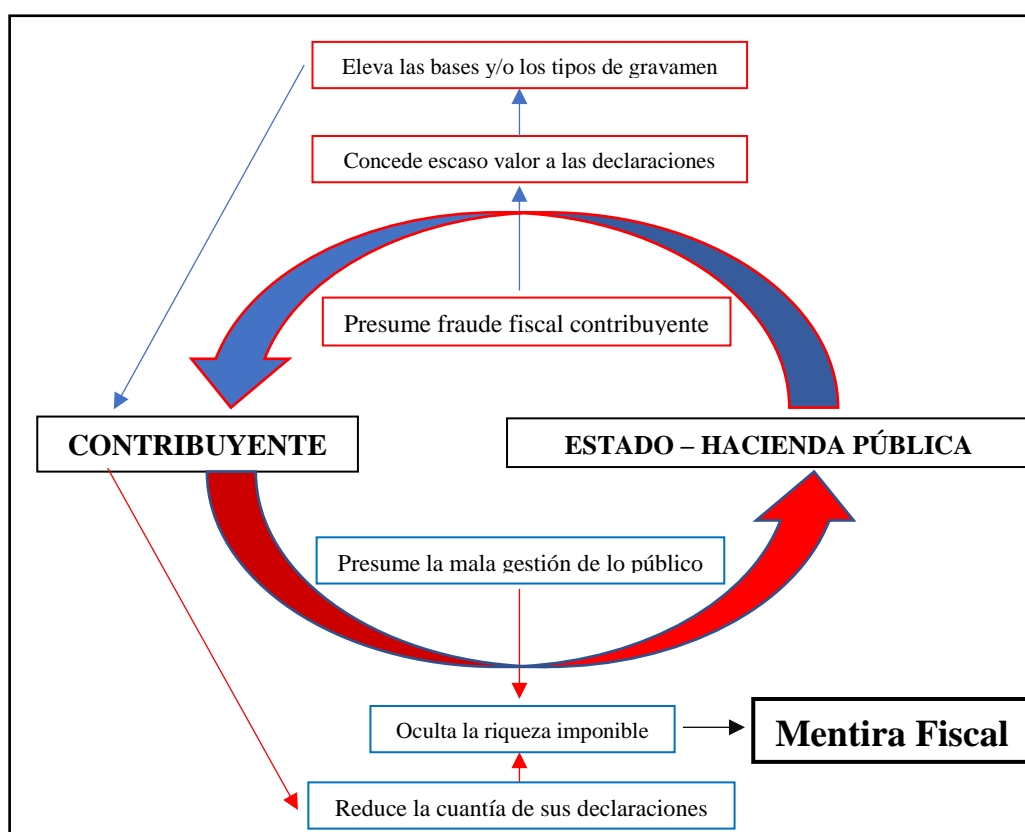 Eleva las bases y/o los tipos de gravamen
Concede escaso valor a las declaraciones
Presume fraude fiscal contribuyente
CONTRIBUYENTE
ESTADO – HACIENDA PÚBLICA
Presume la mala gestión de lo público
Oculta la riqueza imponible
Mentira Fiscal
Reduce la cuantía de sus declaraciones